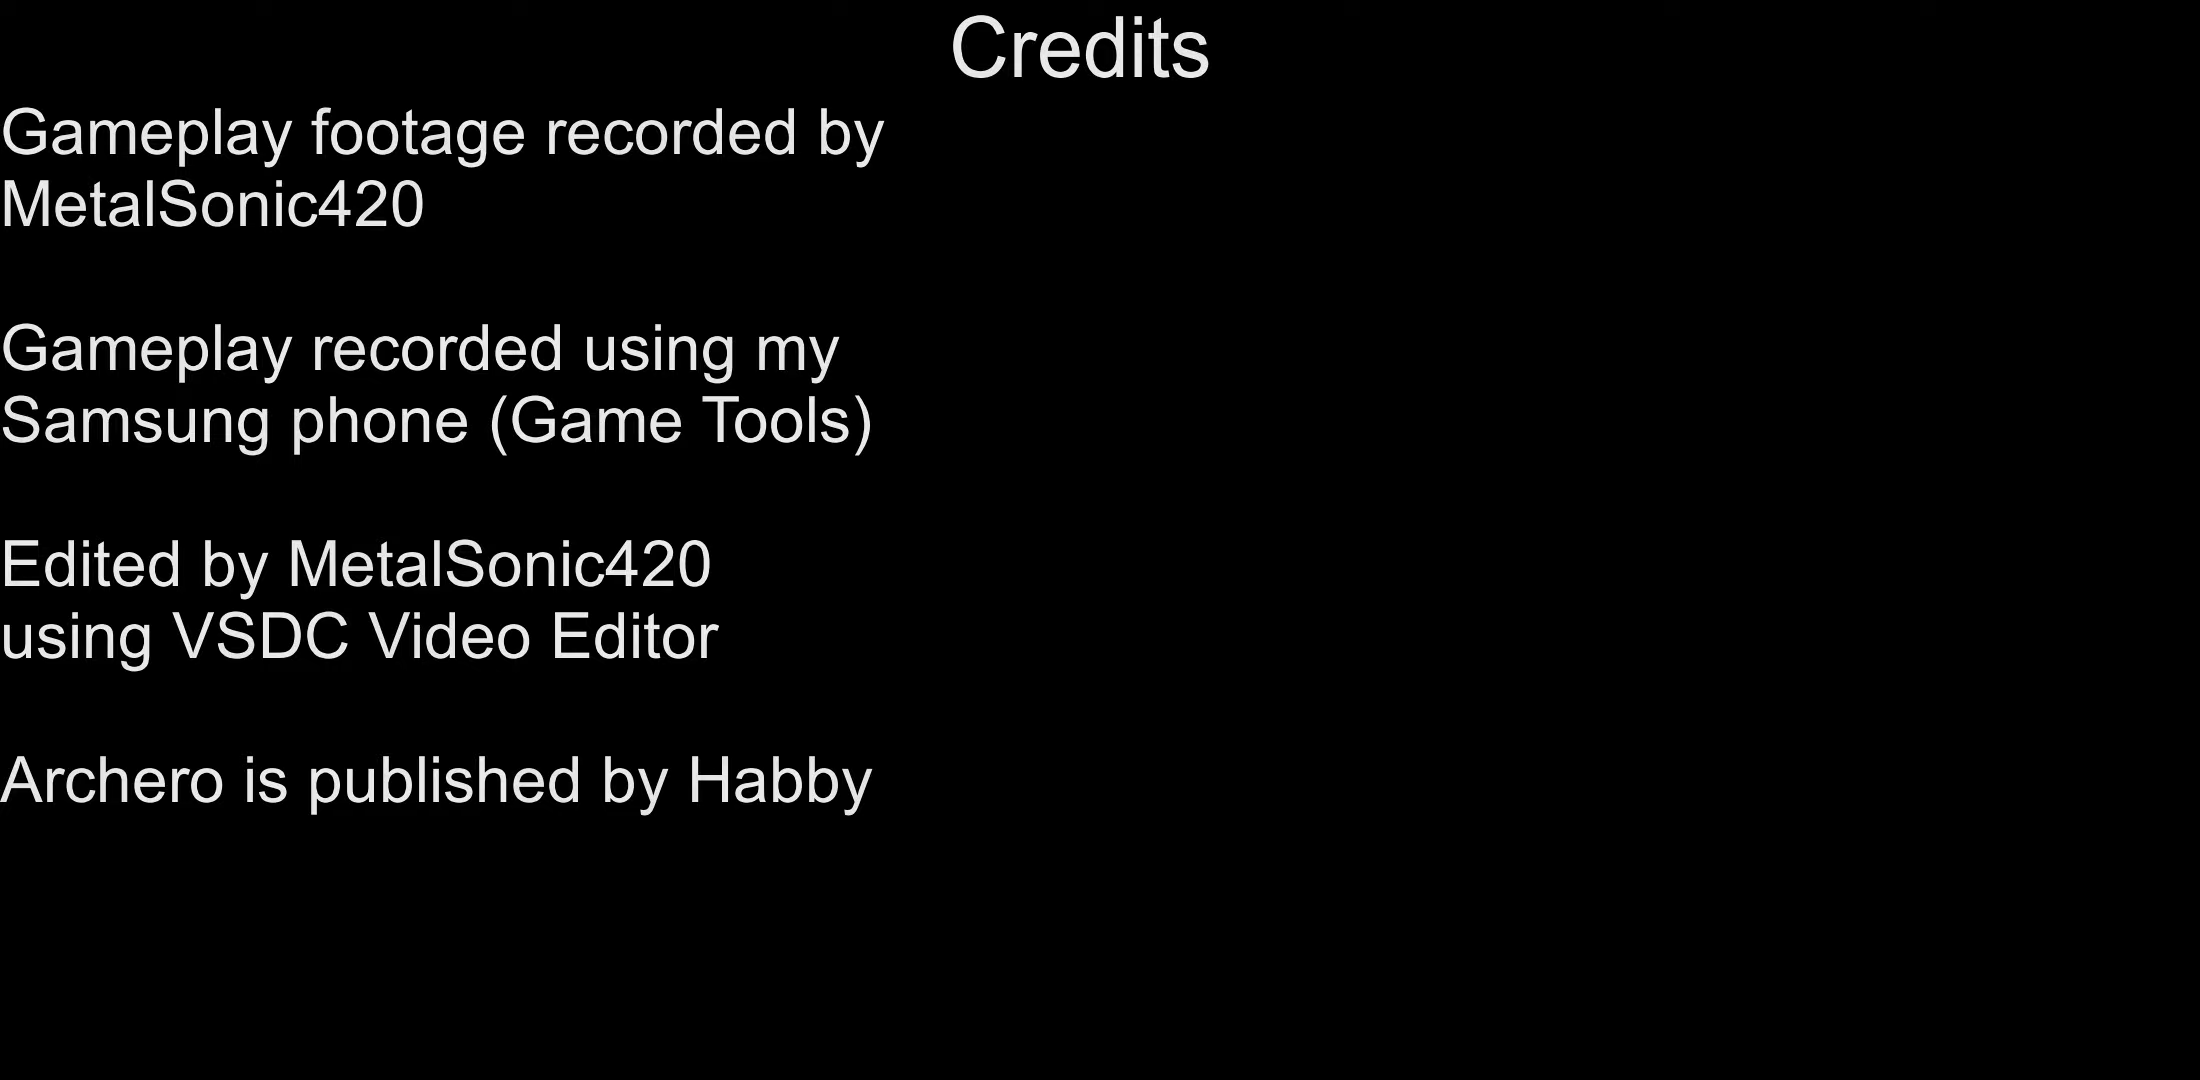 Credits
Gameplay footage recorded by
MetalSonic420
Gameplay recorded using my
Samsung phone (Game Tools)
Edited by MetalSonic420
using VSDC Video Editor
Archero is published by Habby